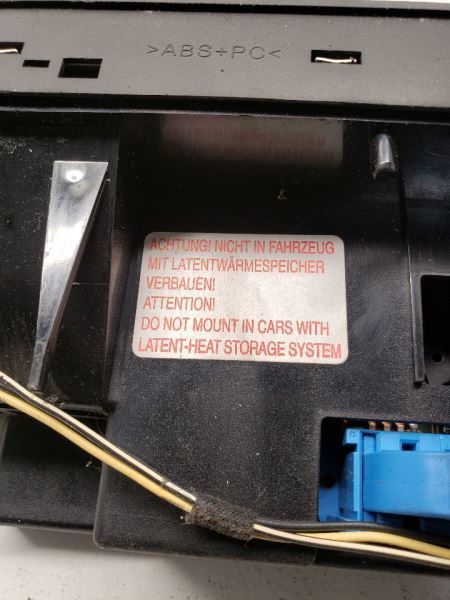 >ABS+PC<
ACHTUNG! NICHT IN FAHRZEUG
MIT LATENTWÄRMESPEICHER
VERBAUEN!
ATTENTION!
DO NOT MOUNT IN CARS WITH
LATENT-HEAT STORAGE SYSTEM